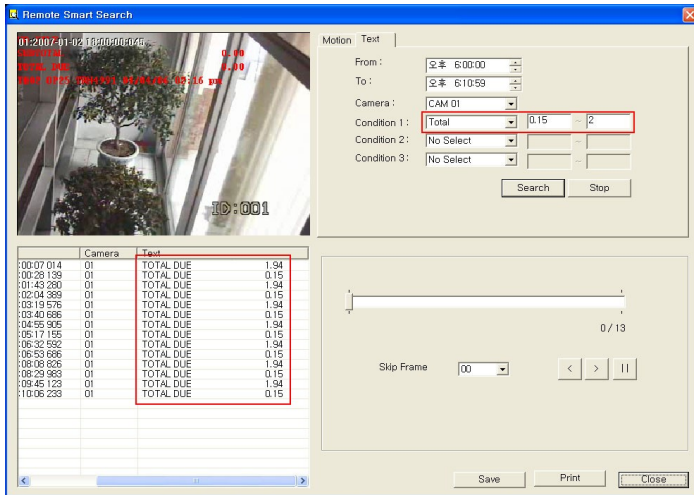 Remote Smart Search
01:2007-01-02 18:00:00:045
0.00
TOTAL DUE 0.00
pm
ID:001
Motion Text
From : 오후 6:00:00
To : 오후 6:10:59
Camera : CAM 01
Condition 1 : Total 0.15 ~ 2
Condition 2 : No Select ~
Condition 3 : No Select ~
Search Stop
Camera Text
:00:07 014 01 TOTAL DUE 1.94
:00:28 139 01 TOTAL DUE 0.15
:01:43 280 01 TOTAL DUE 1.94
:02:04 389 01 TOTAL DUE 0.15
:03:19 576 01 TOTAL DUE 1.94
:03:40 686 01 TOTAL DUE 0.15
:04:55 905 01 TOTAL DUE 1.94
:05:17 155 01 TOTAL DUE 0.15
:06:32 592 01 TOTAL DUE 1.94
:06:53 686 01 TOTAL DUE 0.15
:08:08 826 01 TOTAL DUE 1.94
:08:29 983 01 TOTAL DUE 0.15
:09:45 123 01 TOTAL DUE 1.94
:10:06 233 01 TOTAL DUE 0.15
0 / 13
Skip Frame 00 < > II
Save Print Close